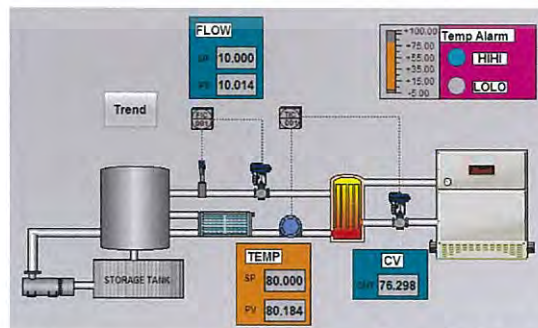 FLOW
SP 10.000
PV 10.014
+100.00
+75.00
+55.00
+35.00
+15.00
-5.00
Temp Alarm
HIHI
LOLO
Trend
FIC
001
TIC
001
STORAGE TANK
TEMP
SP 80.000
PV 80.184
CV
OUT 76.298